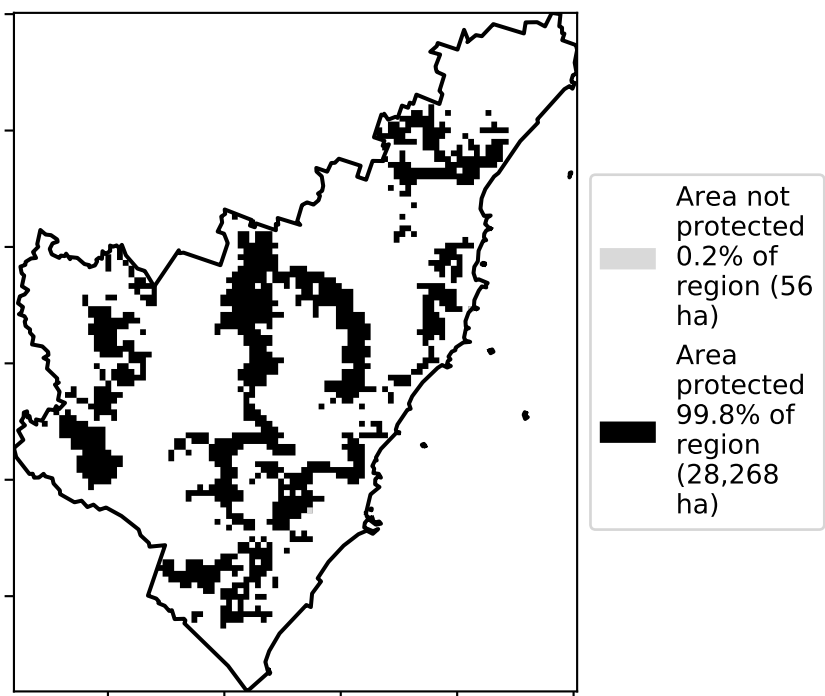 Area not
protected
0.2% of
region (56
ha)
Area
protected
99.8% of
region
(28,268
ha)